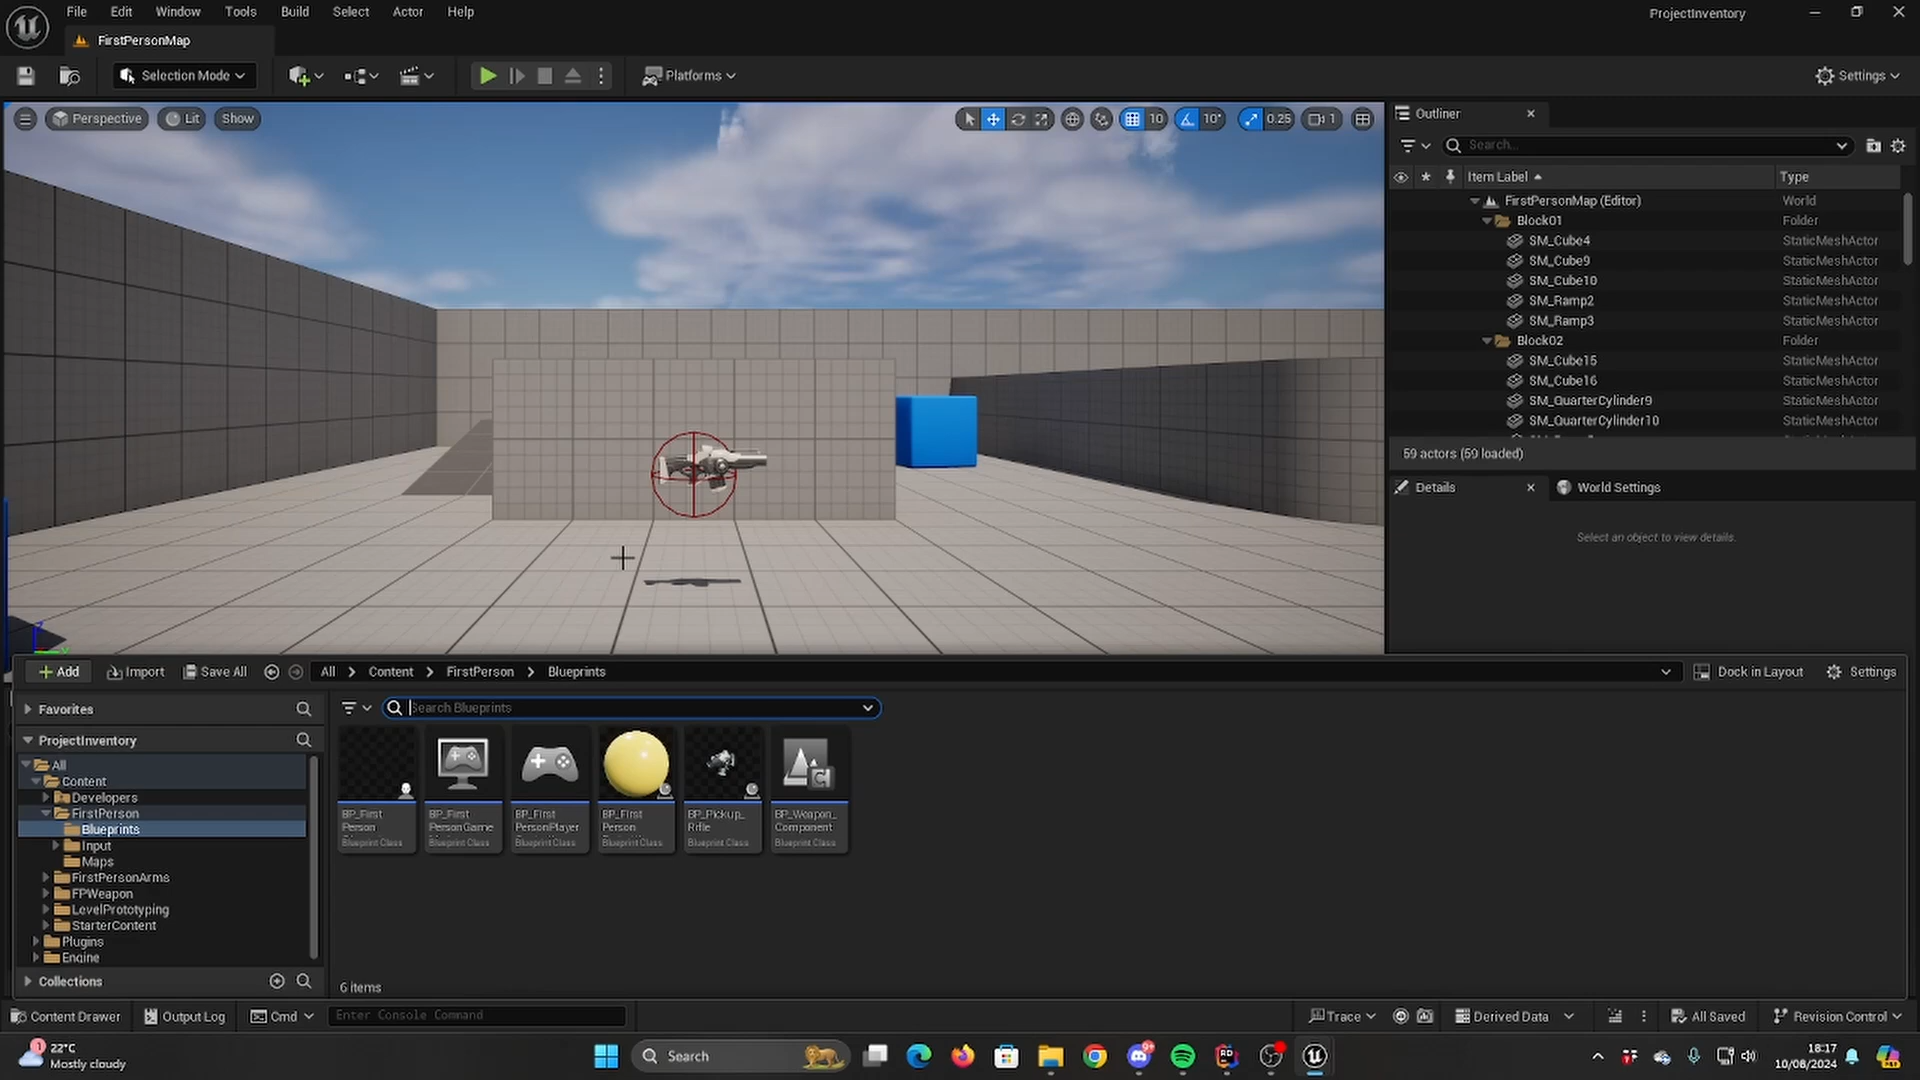 File Edit Window Tools Build Select Actor Help
ProjectInventory
FirstPersonMap
Selection Mode
Platforms
Settings
Perspective Lit Show
10 10° 0.25 1
Outliner
Search...
Item Label Type
FirstPersonMap (Editor) World
Block01 Folder
SM_Cube4 StaticMeshActor
SM_Cube9 StaticMeshActor
SM_Cube10 StaticMeshActor
SM_Ramp2 StaticMeshActor
SM_Ramp3 StaticMeshActor
Block02 Folder
SM_Cube15 StaticMeshActor
SM_Cube16 StaticMeshActor
SM_QuarterCylinder9 StaticMeshActor
SM_QuarterCylinder10 StaticMeshActor
59 actors (59 loaded)
Details World Settings
Select an object to view details.
Add Import Save All All Content FirstPerson Blueprints Dock in Layout Settings
Favorites
Search Blueprints
ProjectInventory
All
Content
Developers
FirstPerson
Blueprints
Input
Maps
FirstPersonArms
FPWeapon
LevelPrototyping
StarterContent
Plugins
Engine
Collections
BP_First
Person
Blueprint Class
BP_First
PersonGame
Blueprint Class
BP_First
PersonPlayer
Blueprint Class
BP_First
Person
Blueprint Class
BP_Pickup_
Rifle
Blueprint Class
BP_Weapon_
Component
Blueprint Class
6 items
Content Drawer Output Log Cmd Enter Console Command Trace Derived Data All Saved Revision Control
1
22°C
Mostly cloudy
Search
18:17
10/08/2024